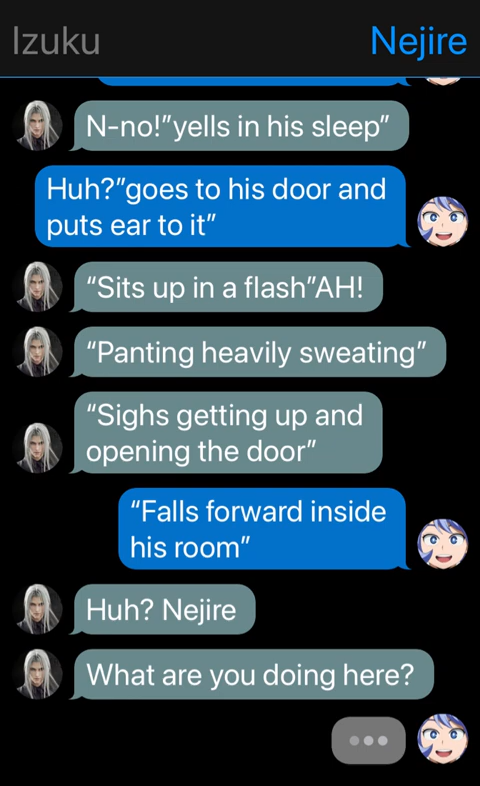 Izuku
Nejire
N-no!”yells in his sleep”
Huh?”goes to his door and
puts ear to it”
“Sits up in a flash”AH!
“Panting heavily sweating”
“Sighs getting up and
opening the door”
“Falls forward inside
his room”
Huh? Nejire
What are you doing here?